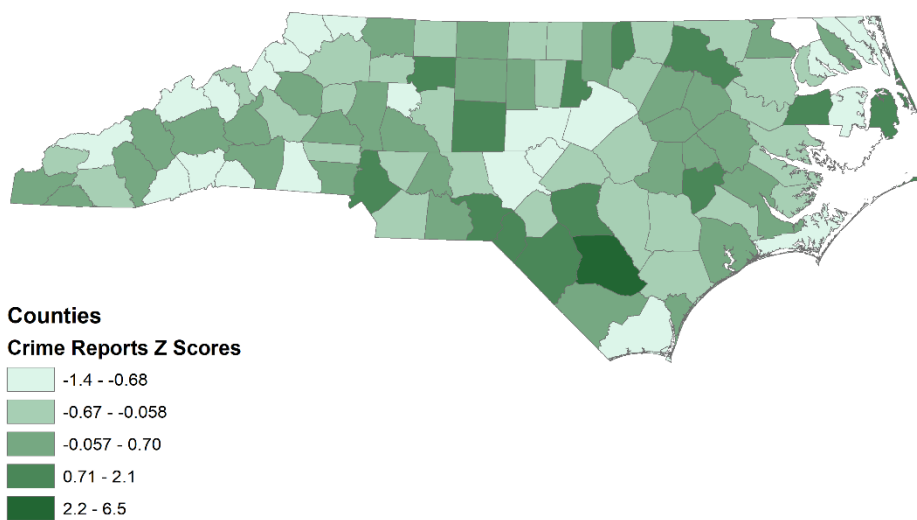 Counties
Crime Reports Z Scores
-1.4 - -0.68
-0.67 - -0.058
-0.057 - 0.70
0.71 - 2.1
2.2 - 6.5